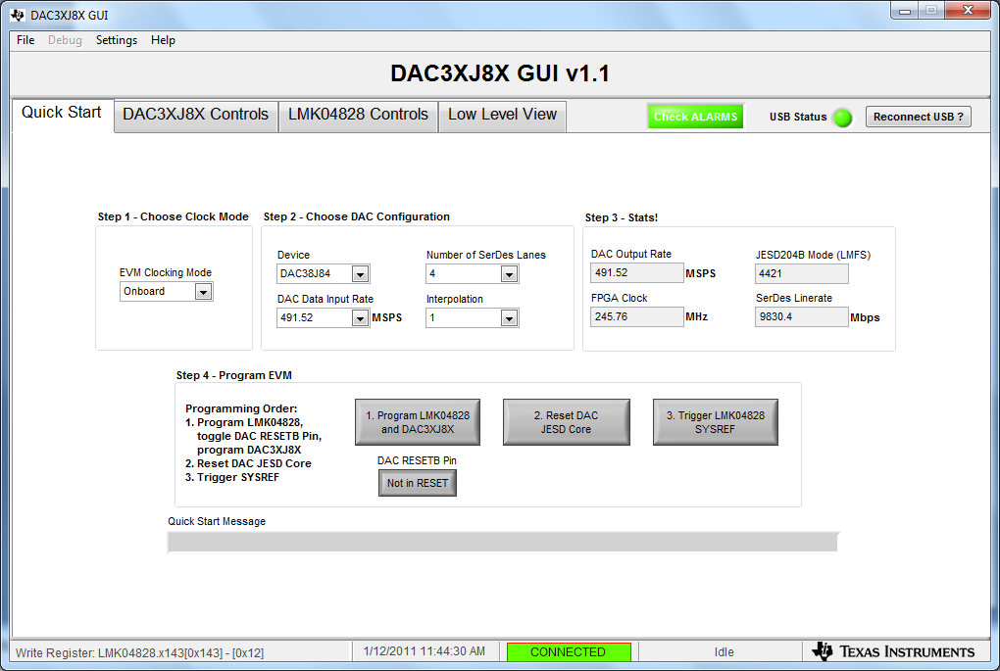 DAC3XJ8X GUI
File Debug Settings Help
DAC3XJ8X GUI v1.1
Quick Start DAC3XJ8X Controls LMK04828 Controls Low Level View Check ALARMS USB Status Reconnect USB ?
Step 1 - Choose Clock Mode
EVM Clocking Mode
Onboard
Step 2 - Choose DAC Configuration
Device Number of SerDes Lanes
DAC38J84 4
DAC Data Input Rate Interpolation
491.52 MSPS 1
Step 3 - Stats!
DAC Output Rate JESD204B Mode (LMFS)
491.52 MSPS 4421
FPGA Clock SerDes Linerate
245.76 MHz 9830.4 Mbps
Step 4 - Program EVM
Programming Order:
1. Program LMK04828,
toggle DAC RESETB Pin,
program DAC3XJ8X
2. Reset DAC JESD Core
3. Trigger SYSREF
1. Program LMK04828
and DAC3XJ8X
2. Reset DAC
JESD Core
3. Trigger LMK04828
SYSREF
DAC RESETB Pin
Not in RESET
Quick Start Message
Write Register: LMK04828.x143[0x143] - [0x12] 1/12/2011 11:44:30 AM CONNECTED Idle TEXAS INSTRUMENTS